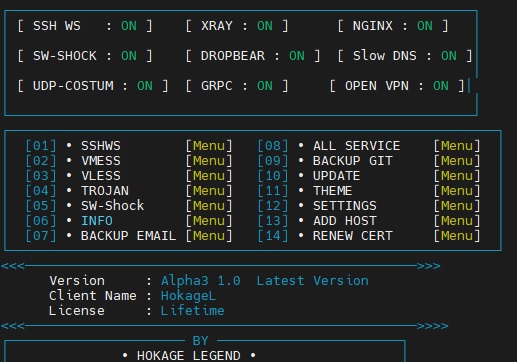 [ SSH WS : ON ] [ XRAY : ON ] [ NGINX : ON ]
[ SW-SHOCK : ON ] [ DROPBEAR : ON ] [ Slow DNS : ON ]
[ UDP-COSTUM : ON ] [ GRPC : ON ] [ OPEN VPN : ON ]
[01] • SSHWS [Menu] [08] • ALL SERVICE [Menu]
[02] • VMESS [Menu] [09] • BACKUP GIT [Menu]
[03] • VLESS [Menu] [10] • UPDATE [Menu]
[04] • TROJAN [Menu] [11] • THEME [Menu]
[05] • SW-Shock [Menu] [12] • SETTINGS [Menu]
[06] • INFO [Menu] [13] • ADD HOST [Menu]
[07] • BACKUP EMAIL [Menu] [14] • RENEW CERT [Menu]
<<< >>>
Version : Alpha3 1.0 Latest Version
Client Name : HokageL
License : Lifetime
<<< >>>>
BY
• HOKAGE LEGEND •